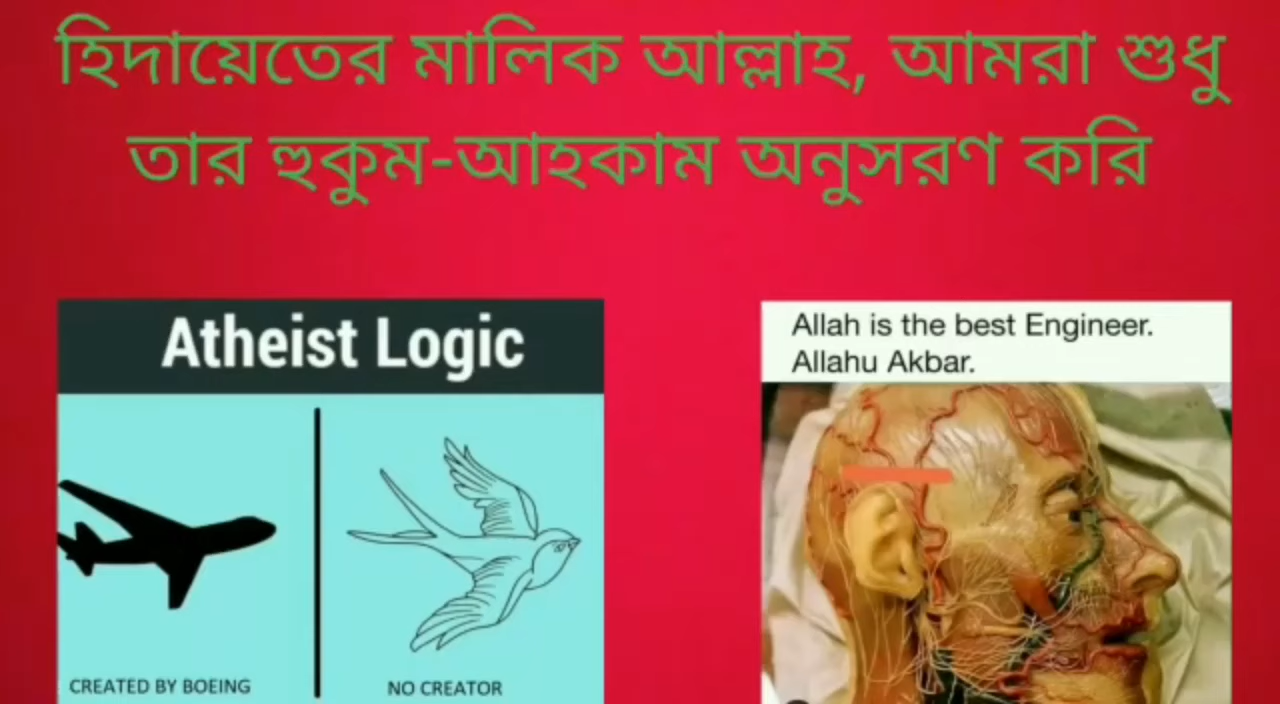 হিদায়েতের মালিক আল্লাহ, আমরা শুধু
তার হুকুম-আহকাম অনুসরণ করি
Atheist Logic
CREATED BY BOEING
NO CREATOR
Allah is the best Engineer.
Allahu Akbar.